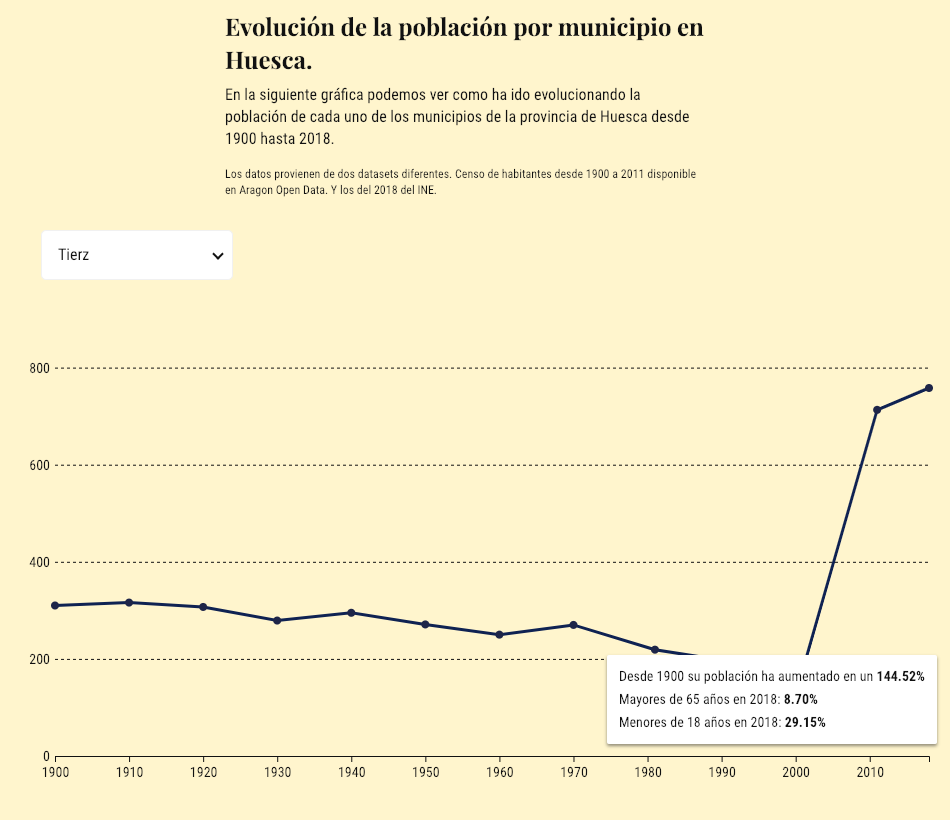 Evolución de la población por municipio en
Huesca.
En la siguiente gráfica podemos ver como ha ido evolucionando la
población de cada uno de los municipios de la provincia de Huesca desde
1900 hasta 2018.
Los datos provienen de dos datasets diferentes. Censo de habitantes desde 1900 a 2011 disponible
en Aragon Open Data. Y los del 2018 del INE.
Tierz
800
600
400
200
Desde 1900 su población ha aumentado en un 144.52%
Mayores de 65 años en 2018: 8.70%
Menores de 18 años en 2018: 29.15%
0
1900 1910 1920 1930 1940 1950 1960 1970 1980 1990 2000 2010